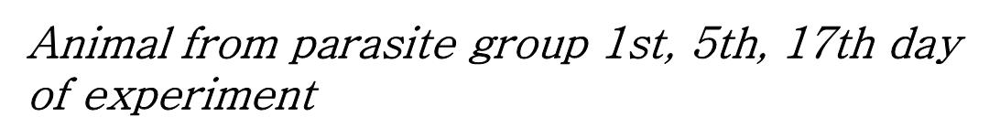 Animal from parasite group 1st, 5th, 17th day
of experiment